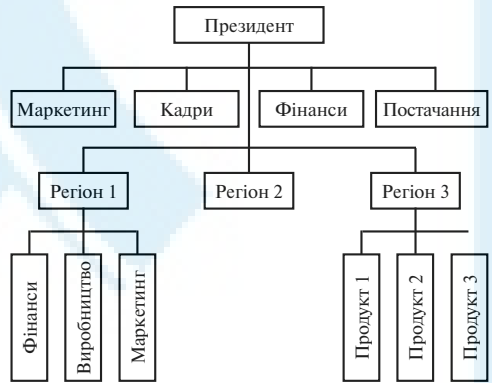 Президент
Маркетинг
Кадри
Фінанси
Постачання
Регіон 1
Регіон 2
Регіон 3
Фінанси
Виробництво
Маркетинг
Продукт 1
Продукт 2
Продукт 3